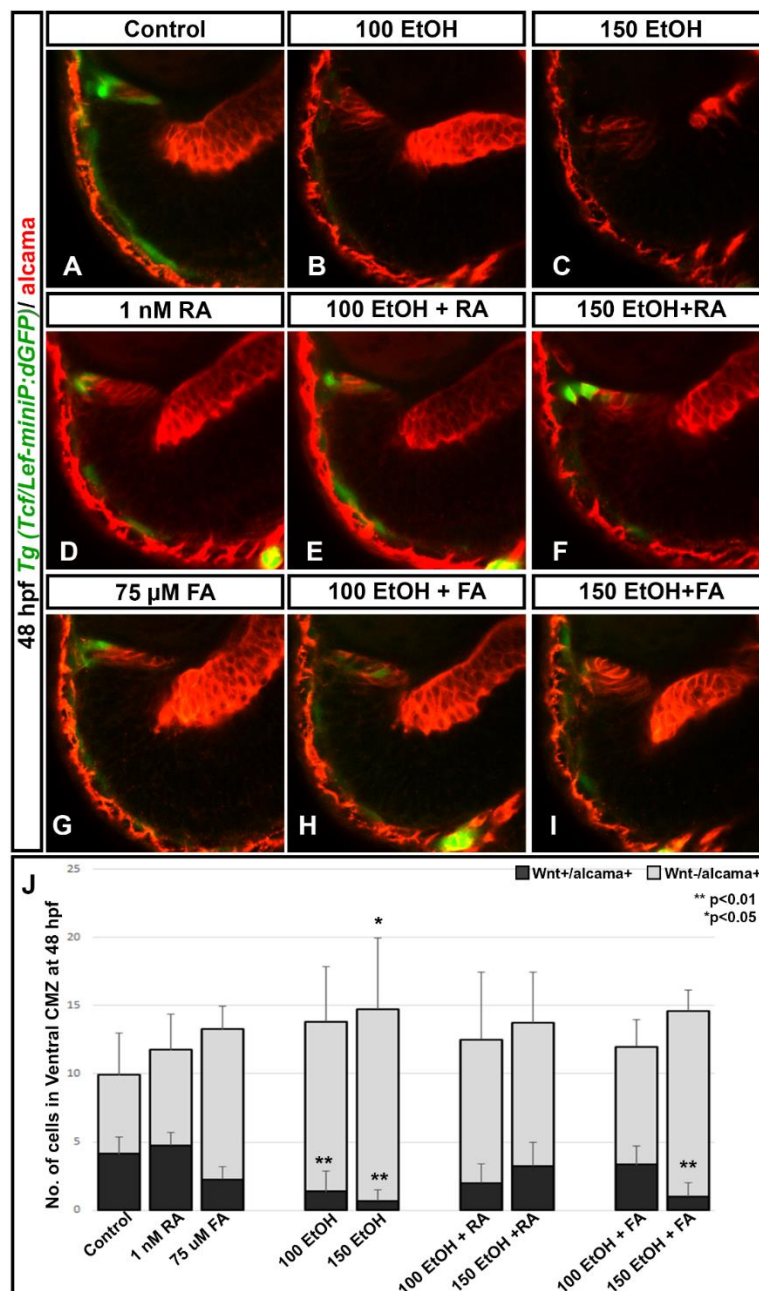 Control
100 EtOH
150 EtOH
A
B
C
1 nM RA
100 EtOH + RA
150 EtOH+RA
D
E
F
75 µM FA
100 EtOH + FA
150 EtOH+FA
G
H
I
48 hpf Tg (Tcf/Lef-miniP:dGFP)/ alcama
J
Wnt+/alcama+ Wnt-/alcama+
** p<0.01
*p<0.05
No. of cells in Ventral CMZ at 48 hpf
25
20
15
10
5
0
*
**
**
**
Control
1 nM RA
75 uM FA
100 EtOH
150 EtOH
100 EtOH + RA
150 EtOH +RA
100 EtOH + FA
150 EtOH + FA